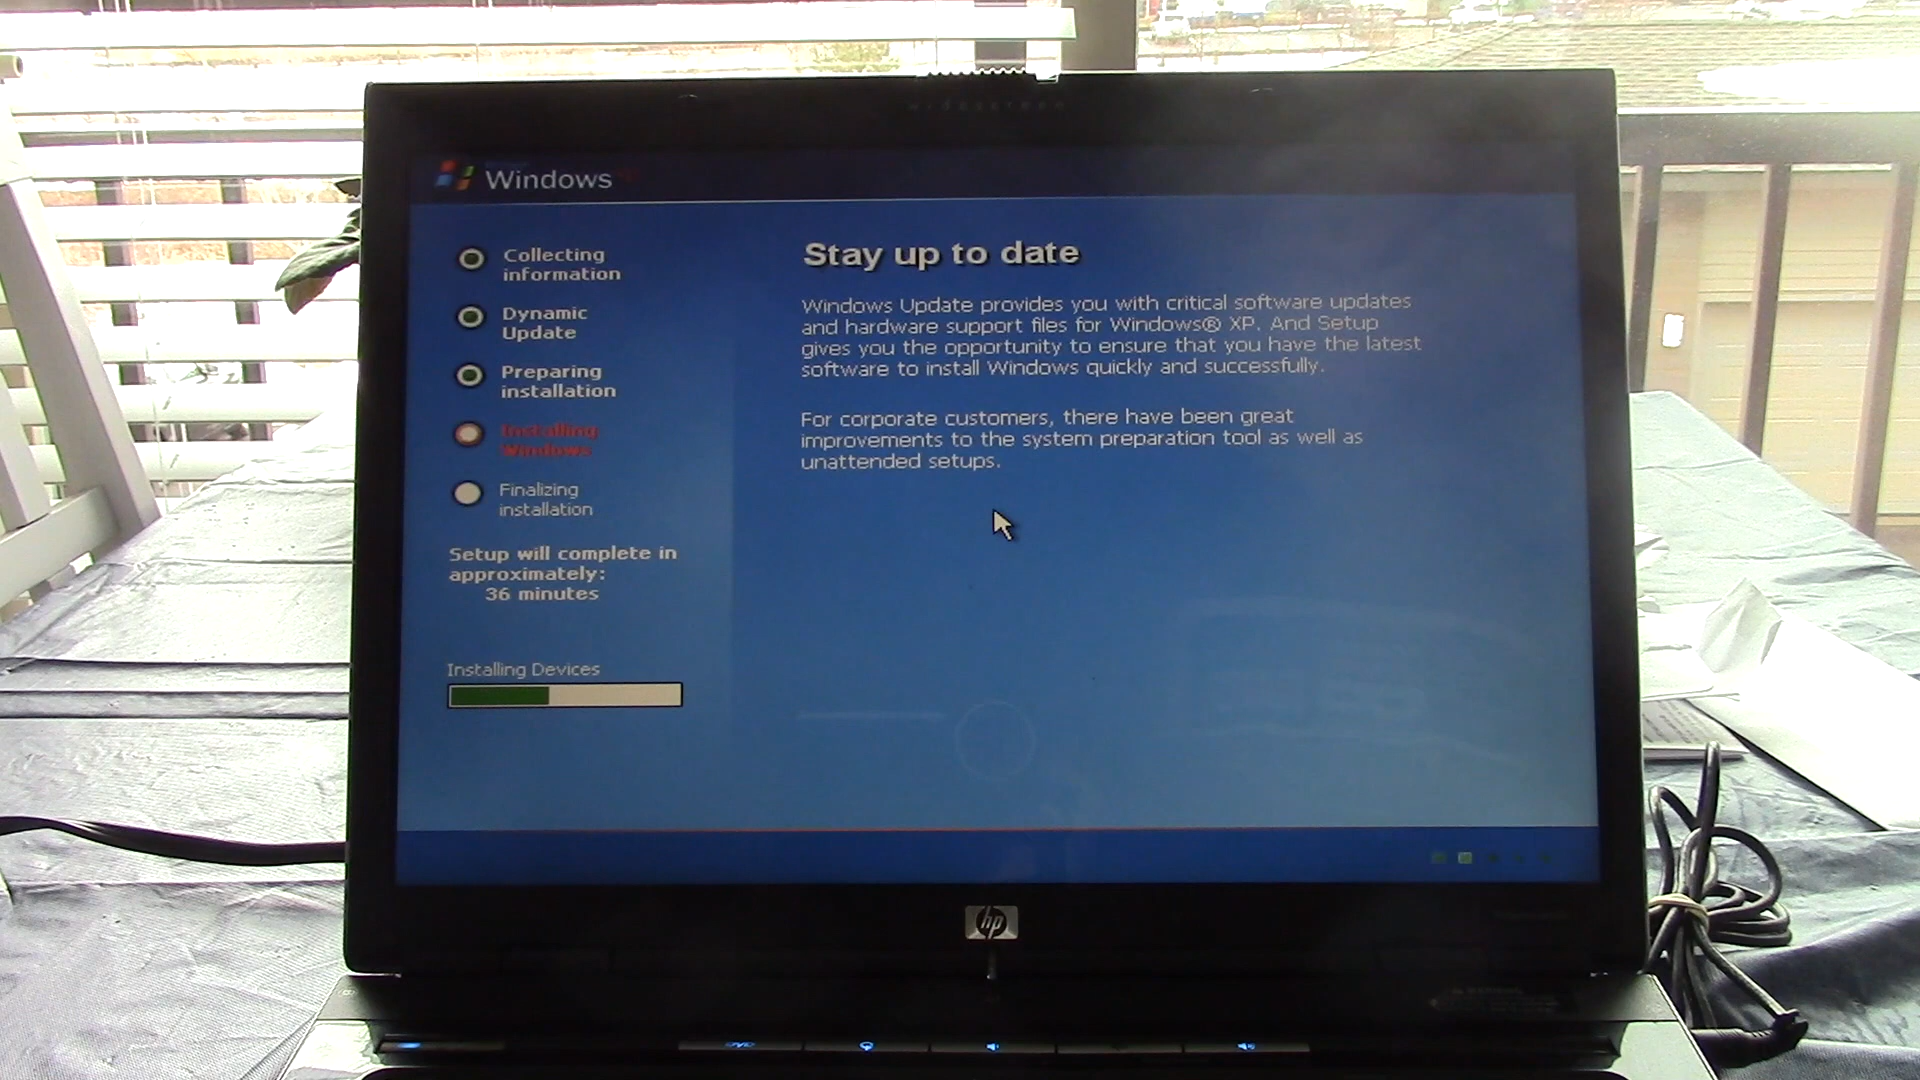 widescreen
Windows
Collecting
information
Dynamic
Update
Preparing
installation
Installing
Windows
Finalizing
installation
Setup will complete in
approximately:
36 minutes
Installing Devices
Stay up to date
Windows Update provides you with critical software updates
and hardware support files for Windows® XP. And Setup
gives you the opportunity to ensure that you have the latest
software to install Windows quickly and successfully.
For corporate customers, there have been great
improvements to the system preparation tool as well as
unattended setups.
hp